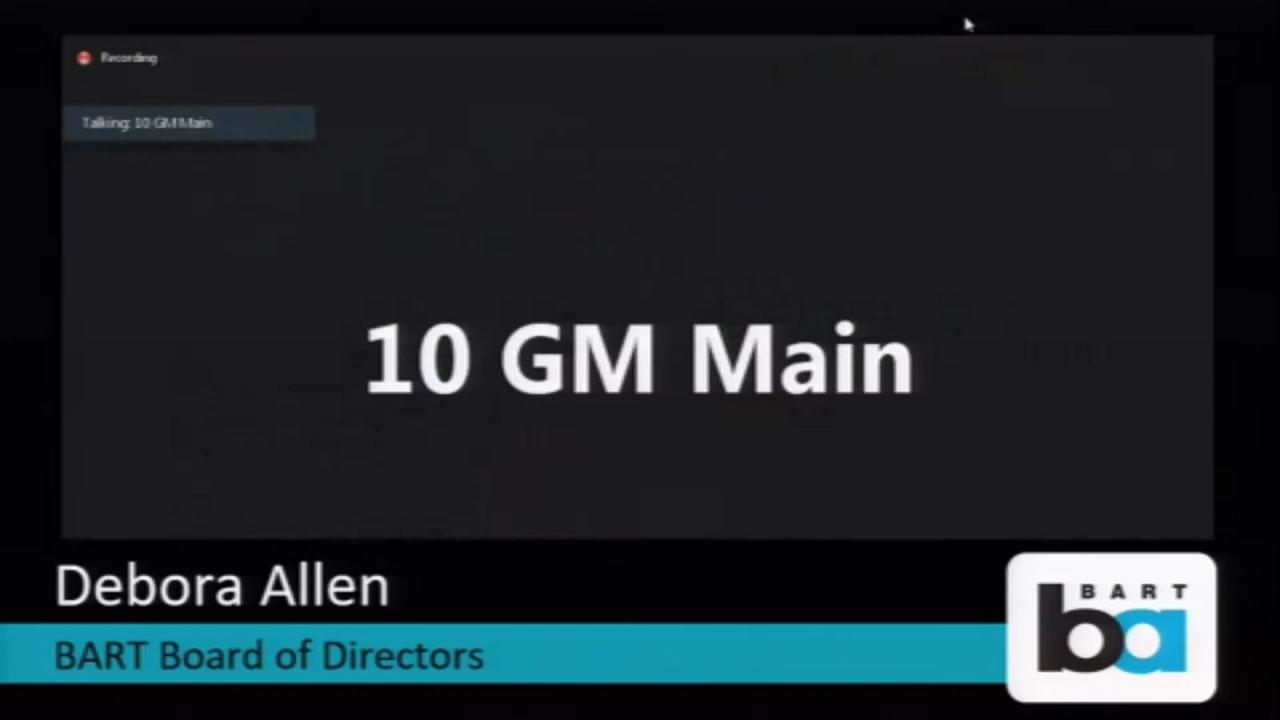 Recording
Talking: 10 GM Main
10 GM Main
Debora Allen
BART Board of Directors
BART
ba